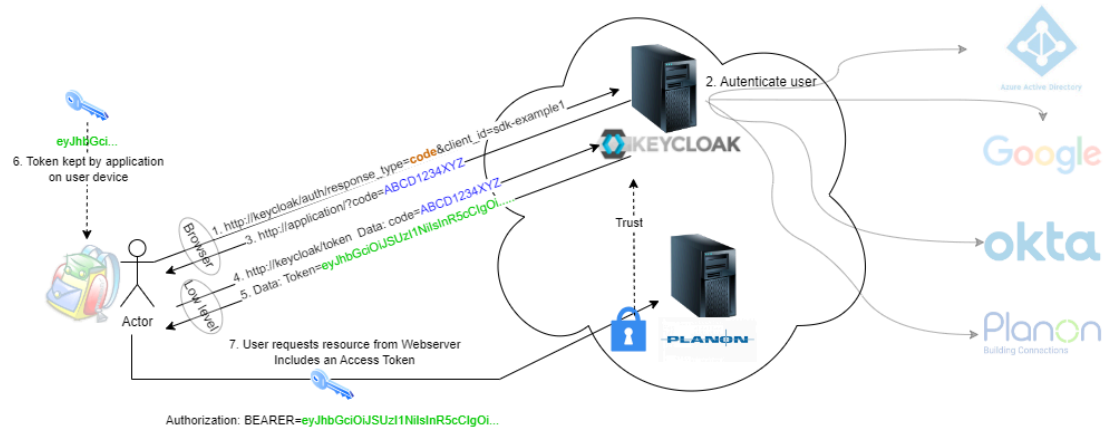 2. Autenticate user
Azure Active Directory
KEYCLOAK
Google
okta
Planon
Building Connections
eyJhbGci...
6. Token kept by application
on user device
1. http://keycloak/auth/response_type=code&client_id=sdk-example1
3. http://application/?code=ABCD1234XYZ
Browser
4. http://keycloak/token  Data: code=ABCD1234XYZ
5. Data: Token=eyJhbGciOiJSUzI1NiIsInR5cCIgOi.....
Low level
Actor
Trust
PLANON
7. User requests resource from Webserver
Includes an Access Token
Authorization: BEARER=eyJhbGciOiJSUzI1NiIsInR5cCIgOi...